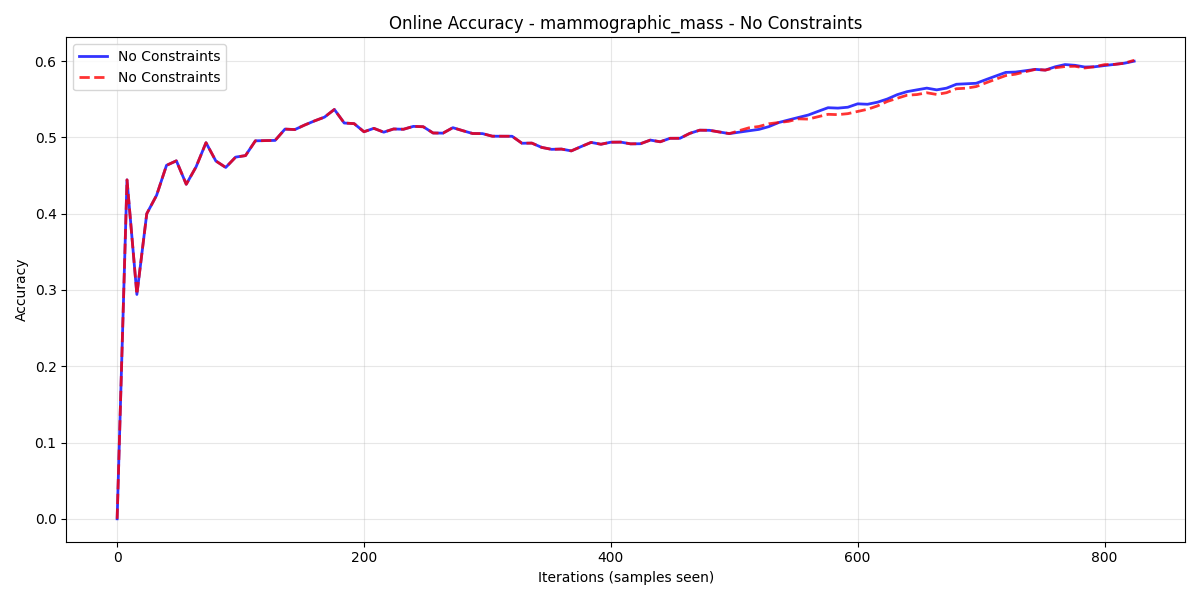 Online Accuracy - mammographic_mass - No Constraints
No Constraints
No Constraints
Accuracy
0.6
0.5
0.4
0.3
0.2
0.1
0.0
0 200 400 600 800
Iterations (samples seen)